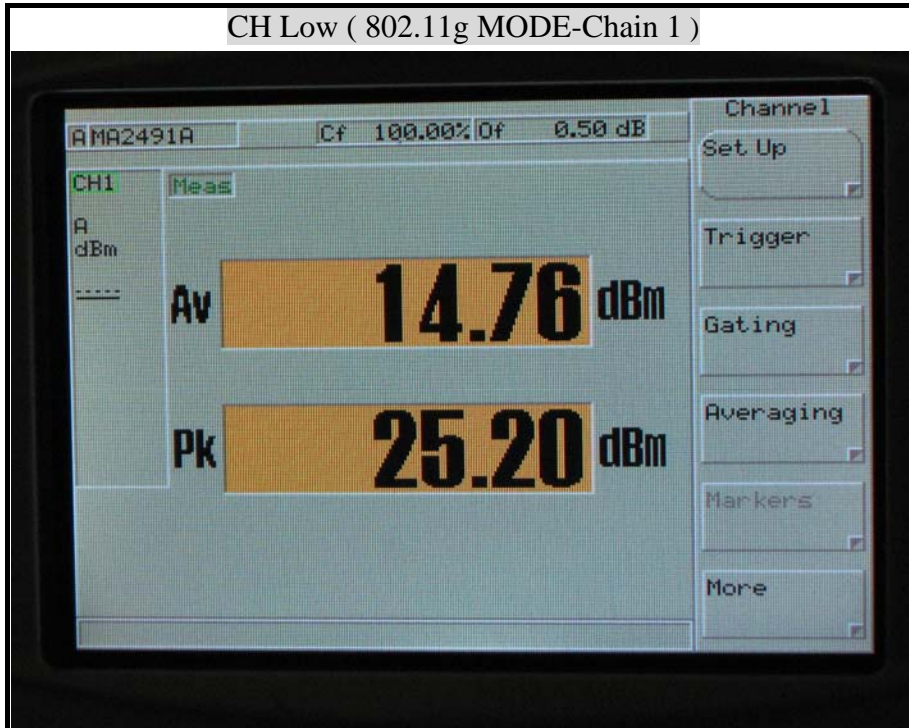 CH Low ( 802.11g MODE-Chain 1 )
A MA2491A Cf 100.00% Of 0.50 dB
CH1
A
dBm
-----
Meas
Av 14.76 dBm
Pk 25.20 dBm
Channel
Set Up
Trigger
Gating
Averaging
Markers
More